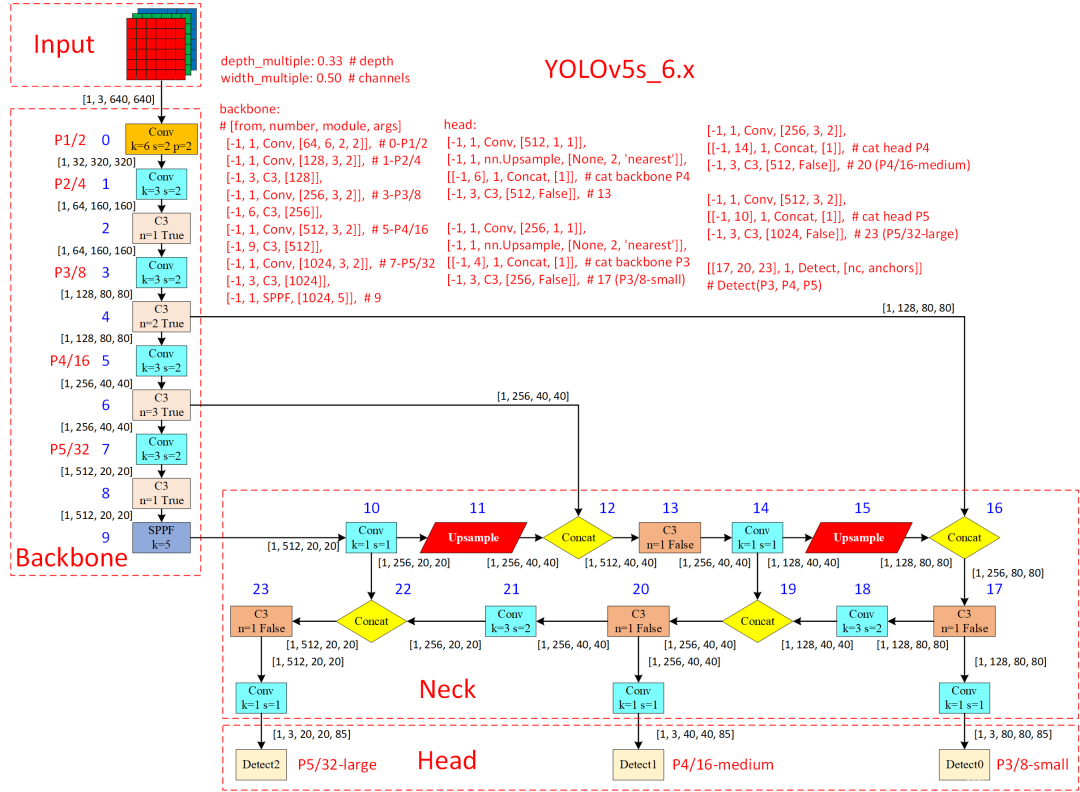 Input
[1, 3, 640, 640]
depth_multiple: 0.33 # depth
width_multiple: 0.50 # channels
YOLOv5s_6.x
backbone:
# [from, number, module, args]
[-1, 1, Conv, [64, 6, 2, 2]], # 0-P1/2
[-1, 1, Conv, [128, 3, 2]], # 1-P2/4
[-1, 3, C3, [128]],
[-1, 1, Conv, [256, 3, 2]], # 3-P3/8
[-1, 6, C3, [256]],
[-1, 1, Conv, [512, 3, 2]], # 5-P4/16
[-1, 9, C3, [512]],
[-1, 1, Conv, [1024, 3, 2]], # 7-P5/32
[-1, 3, C3, [1024]],
[-1, 1, SPPF, [1024, 5]], # 9
head:
[-1, 1, Conv, [512, 1, 1]],
[-1, 1, nn.Upsample, [None, 2, 'nearest']],
[[-1, 6], 1, Concat, [1]], # cat backbone P4
[-1, 3, C3, [512, False]], # 13
[-1, 1, Conv, [256, 1, 1]],
[-1, 1, nn.Upsample, [None, 2, 'nearest']],
[[-1, 4], 1, Concat, [1]], # cat backbone P3
[-1, 3, C3, [256, False]], # 17 (P3/8-small)
[-1, 1, Conv, [256, 3, 2]],
[[-1, 14], 1, Concat, [1]], # cat head P4
[-1, 3, C3, [512, False]], # 20 (P4/16-medium)
[-1, 1, Conv, [512, 3, 2]],
[[-1, 10], 1, Concat, [1]], # cat head P5
[-1, 3, C3, [1024, False]], # 23 (P5/32-large)
[[17, 20, 23], 1, Detect, [nc, anchors]]
# Detect(P3, P4, P5)
P1/2 0
Conv
k=6 s=2 p=2
[1, 32, 320, 320]
P2/4 1
Conv
k=3 s=2
[1, 64, 160, 160]
2
C3
n=1 True
[1, 64, 160, 160]
P3/8 3
Conv
k=3 s=2
[1, 128, 80, 80]
4
C3
n=2 True
[1, 128, 80, 80]
[1, 128, 80, 80]
P4/16 5
Conv
k=3 s=2
[1, 256, 40, 40]
6
C3
n=3 True
[1, 256, 40, 40]
[1, 256, 40, 40]
P5/32 7
Conv
k=3 s=2
[1, 512, 20, 20]
8
C3
n=1 True
[1, 512, 20, 20]
9
SPPF
k=5
Backbone
[1, 512, 20, 20]
10
Conv
k=1 s=1
[1, 256, 20, 20]
11
Upsample
[1, 256, 40, 40]
12
Concat
[1, 512, 40, 40]
13
C3
n=1 False
[1, 256, 40, 40]
14
Conv
k=1 s=1
[1, 128, 40, 40]
15
Upsample
[1, 128, 80, 80]
16
Concat
[1, 256, 80, 80]
23
C3
n=1 False
[1, 512, 20, 20]
[1, 512, 20, 20]
22
Concat
[1, 256, 20, 20]
21
Conv
k=3 s=2
[1, 256, 40, 40]
20
C3
n=1 False
[1, 256, 40, 40]
[1, 256, 40, 40]
19
Concat
[1, 128, 40, 40]
18
Conv
k=3 s=2
[1, 128, 80, 80]
17
C3
n=1 False
[1, 128, 80, 80]
Conv
k=1 s=1
Neck
Conv
k=1 s=1
Conv
k=1 s=1
[1, 3, 20, 20, 85]
[1, 3, 40, 40, 85]
[1, 3, 80, 80, 85]
Detect2
P5/32-large
Head
Detect1
P4/16-medium
Detect0
P3/8-small